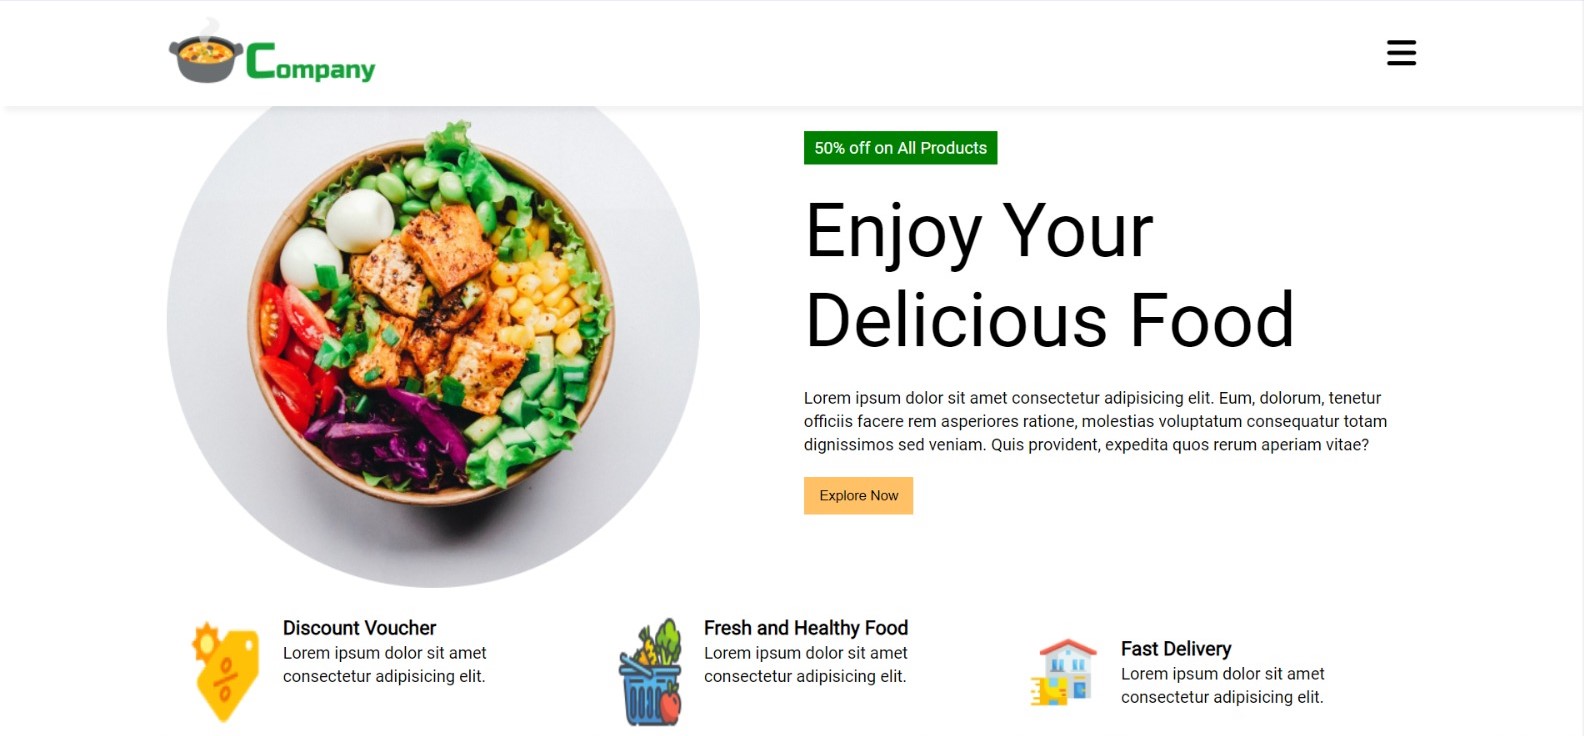 Company
50% off on All Products
Enjoy Your
Delicious Food
Lorem ipsum dolor sit amet consectetur adipisicing elit. Eum, dolorum, tenetur
officiis facere rem asperiores ratione, molestias voluptatum consequatur totam
dignissimos sed veniam. Quis provident, expedita quos rerum aperiam vitae?
Explore Now
Discount Voucher
Lorem ipsum dolor sit amet
consectetur adipisicing elit.
Fresh and Healthy Food
Lorem ipsum dolor sit amet
consectetur adipisicing elit.
Fast Delivery
Lorem ipsum dolor sit amet
consectetur adipisicing elit.